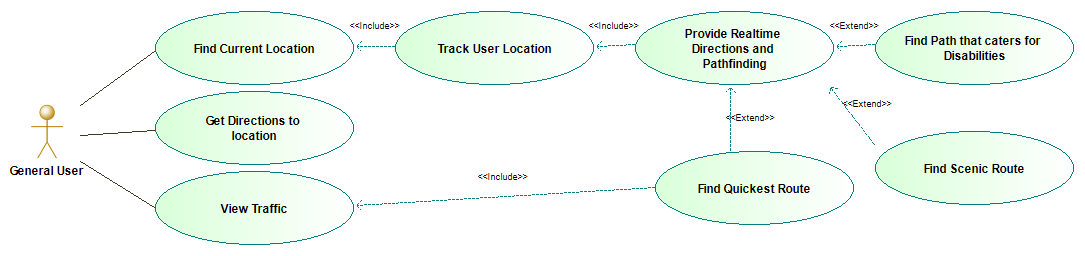 <<Include>>
<<Include>>
<<Extend>>
Find Current Location
Track User Location
Provide Realtime
Directions and
Pathfinding
Find Path that caters for
Disabilities
<<Extend>>
<<Extend>>
Get Directions to
location
General User
<<Include>>
Find Quickest Route
Find Scenic Route
View Traffic